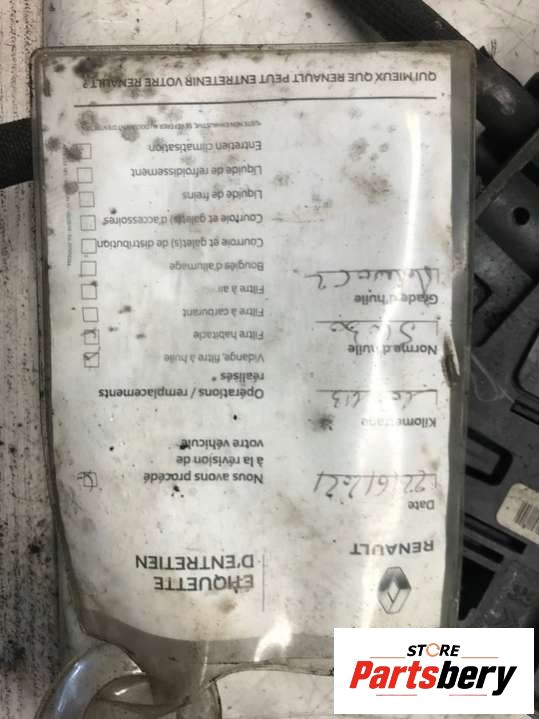 RENAULT
ÉTIQUETTE
D'ENTRETIEN
Date
22/6/2021
Kilométrage
Norme d'huile
Grade d'huile
Nous avons procédé
à la révision de
votre véhicule
Opérations / remplacements
réalisés *
Vidange, filtre à huile
Filtre habitacle
Filtre à carburant
Filtre à air
Bougies d'allumage
Courroie et galet(s) de distribution
Courroie et galet(s) d'accessoires
Liquide de freins
Liquide de refroidissement
Entretien climatisation
QUI MIEUX QUE RENAULT PEUT ENTRETENIR VOTRE RENAULT ?
STORE
Partsbery